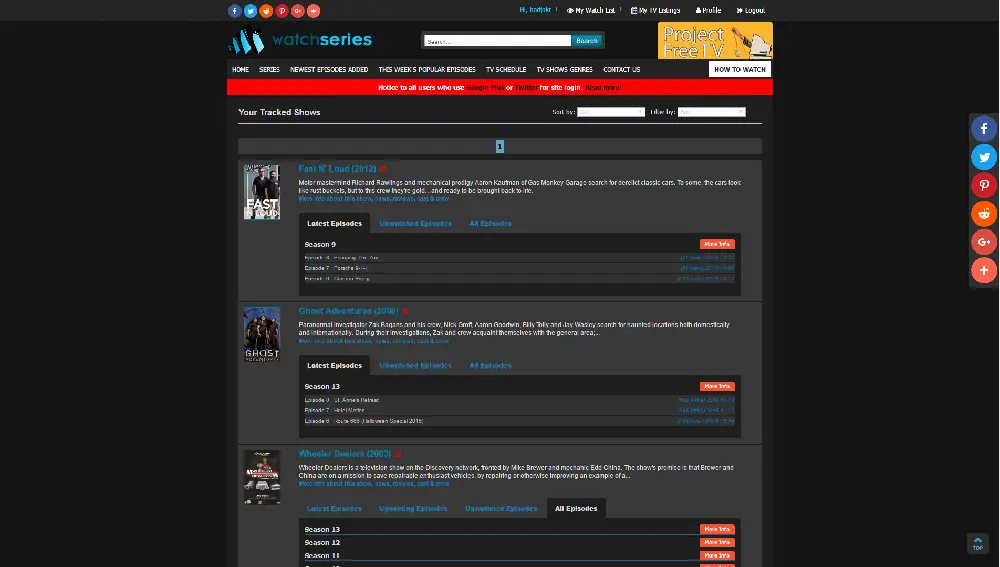 Hi, bartjokr | My Watch List | My TV Listings Profile Logout
watchseries
Search... Search
Project
Free TV
HOME SERIES NEWEST EPISODES ADDED THIS WEEK'S POPULAR EPISODES TV SCHEDULE TV SHOWS GENRES CONTACT US HOW TO WATCH
Notice to all users who use Google Plus or Twitter for site login. Read more!
Your Tracked Shows Sort by: Filter by:
1
Fast N' Loud (2012)
Motor mastermind Richard Rawlings and mechanical prodigy Aaron Kaufman of Gas Monkey Garage search for derelict classic cars. To some, the cars look
like rust buckets, but to this crew they're gold... and ready to be brought back to life.
More info about this show, news, reviews, cast & crew
FAST
N LOUD
Latest Episodes Unwatched Episodes All Episodes
Season 9 More Info
Episode 8
Episode 7 Porsche
Episode 6
Ghost Adventures (2008)
Paranormal investigator Zak Bagans and his crew, Nick Groff, Aaron Goodwin, Billy Tolly and Jay Wasley search for haunted locations both domestically
and internationally. During their investigations, Zak and crew acquaint themselves with the general area;...
More info about this show, news, reviews, cast & crew
GHOST
ADVENTURES
Latest Episodes Unwatched Episodes All Episodes
Season 13 More Info
Episode 8 St. Anne's Retreat
Episode 7 Hotel Metlen
Episode 6 Route 666 (Halloween Special 2016)
Wheeler Dealers (2003)
Wheeler Dealers is a television show on the Discovery network, fronted by Mike Brewer and mechanic Edd China. The show's premise is that Brewer and
China are on a mission to save repairable enthusiast vehicles, by repairing or otherwise improving an example of a...
More info about this show, news, reviews, cast & crew
Latest Episodes Upcoming Episodes Unwatched Episodes All Episodes
Season 13 More Info
Season 12 More Info
Season 11 More Info
TOP